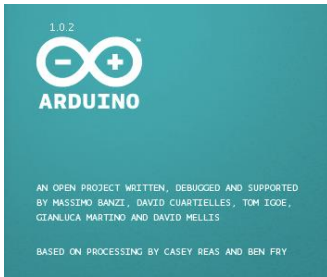 1.0.2
ARDUINO
AN OPEN PROJECT WRITTEN, DEBUGGED AND SUPPORTED
BY MASSIMO BANZI, DAVID CUARTIELLES, TOM IGOE,
GIANLUCA MARTINO AND DAVID MELLIS
BASED ON PROCESSING BY CASEY REAS AND BEN FRY